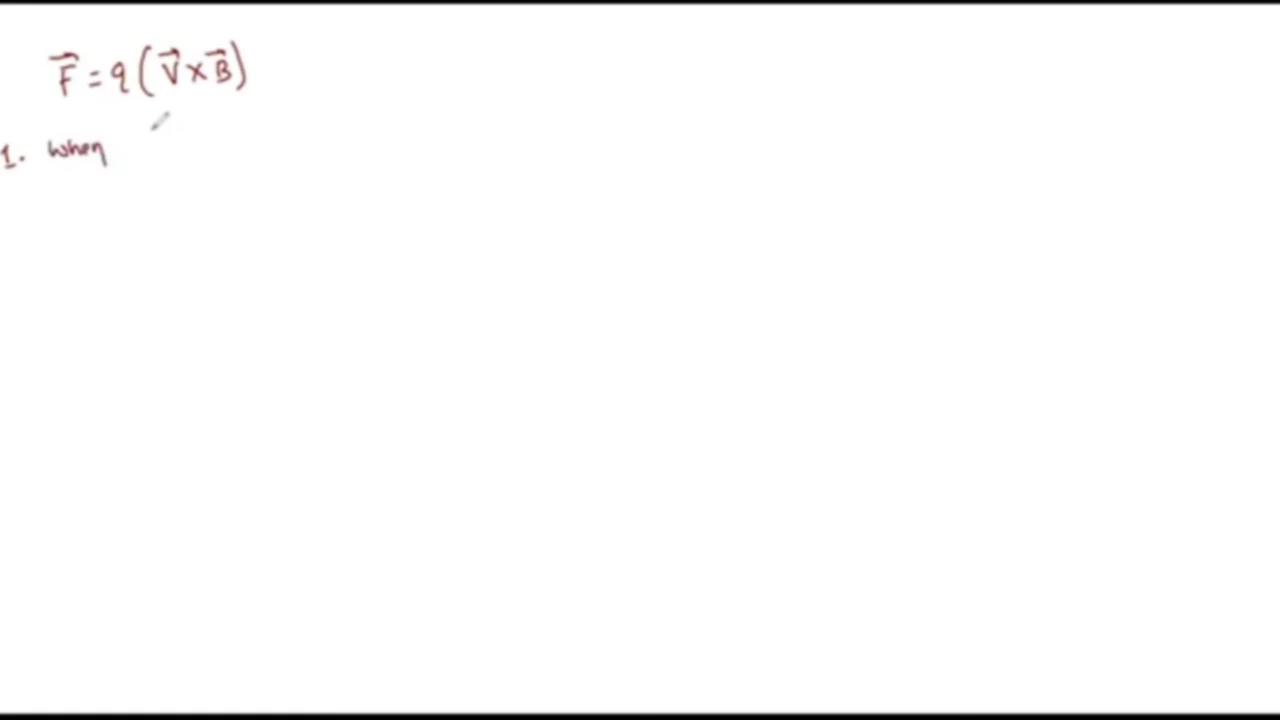 F⃗ = q (V⃗ × B⃗)
1. When